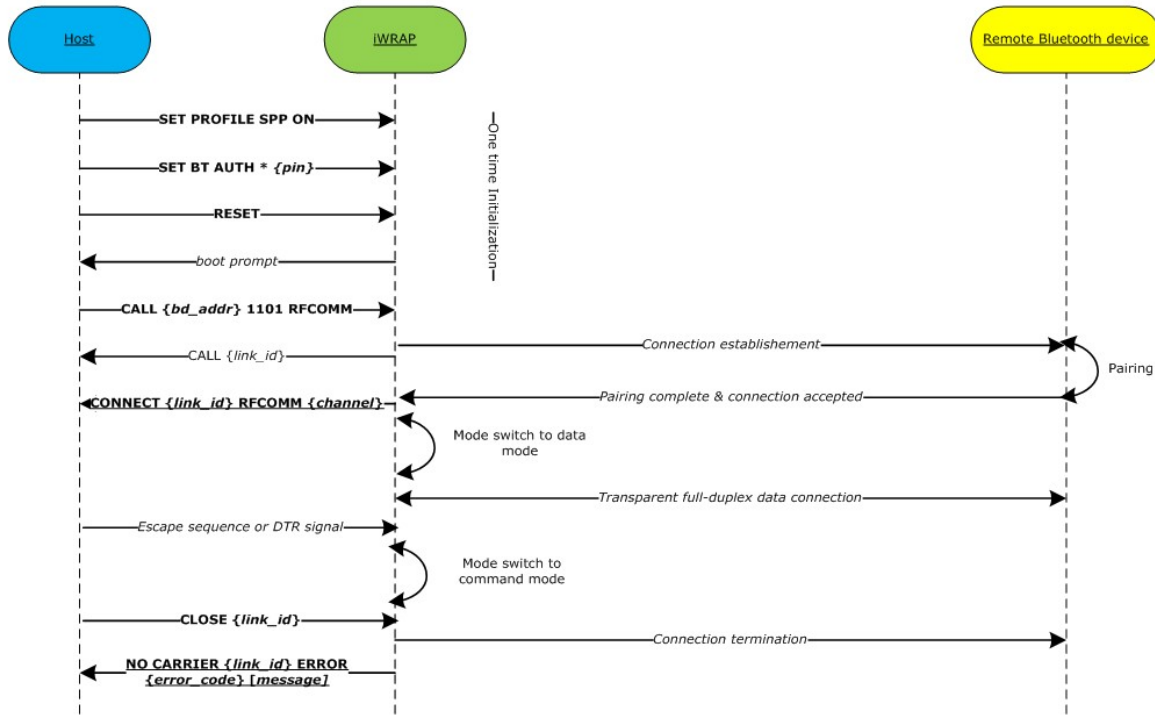 Host
iWRAP
Remote Bluetooth device
SET PROFILE SPP ON
SET BT AUTH * {pin}
RESET
boot prompt
One time Initialization
CALL {bd_addr} 1101 RFCOMM
CALL {link_id}
Connection establishement
Pairing
CONNECT {link_id} RFCOMM {channel}
Pairing complete & connection accepted
Mode switch to data
mode
Transparent full-duplex data connection
Escape sequence or DTR signal
Mode switch to
command mode
CLOSE {link_id}
Connection termination
NO CARRIER {link_id} ERROR
{error_code} [message]